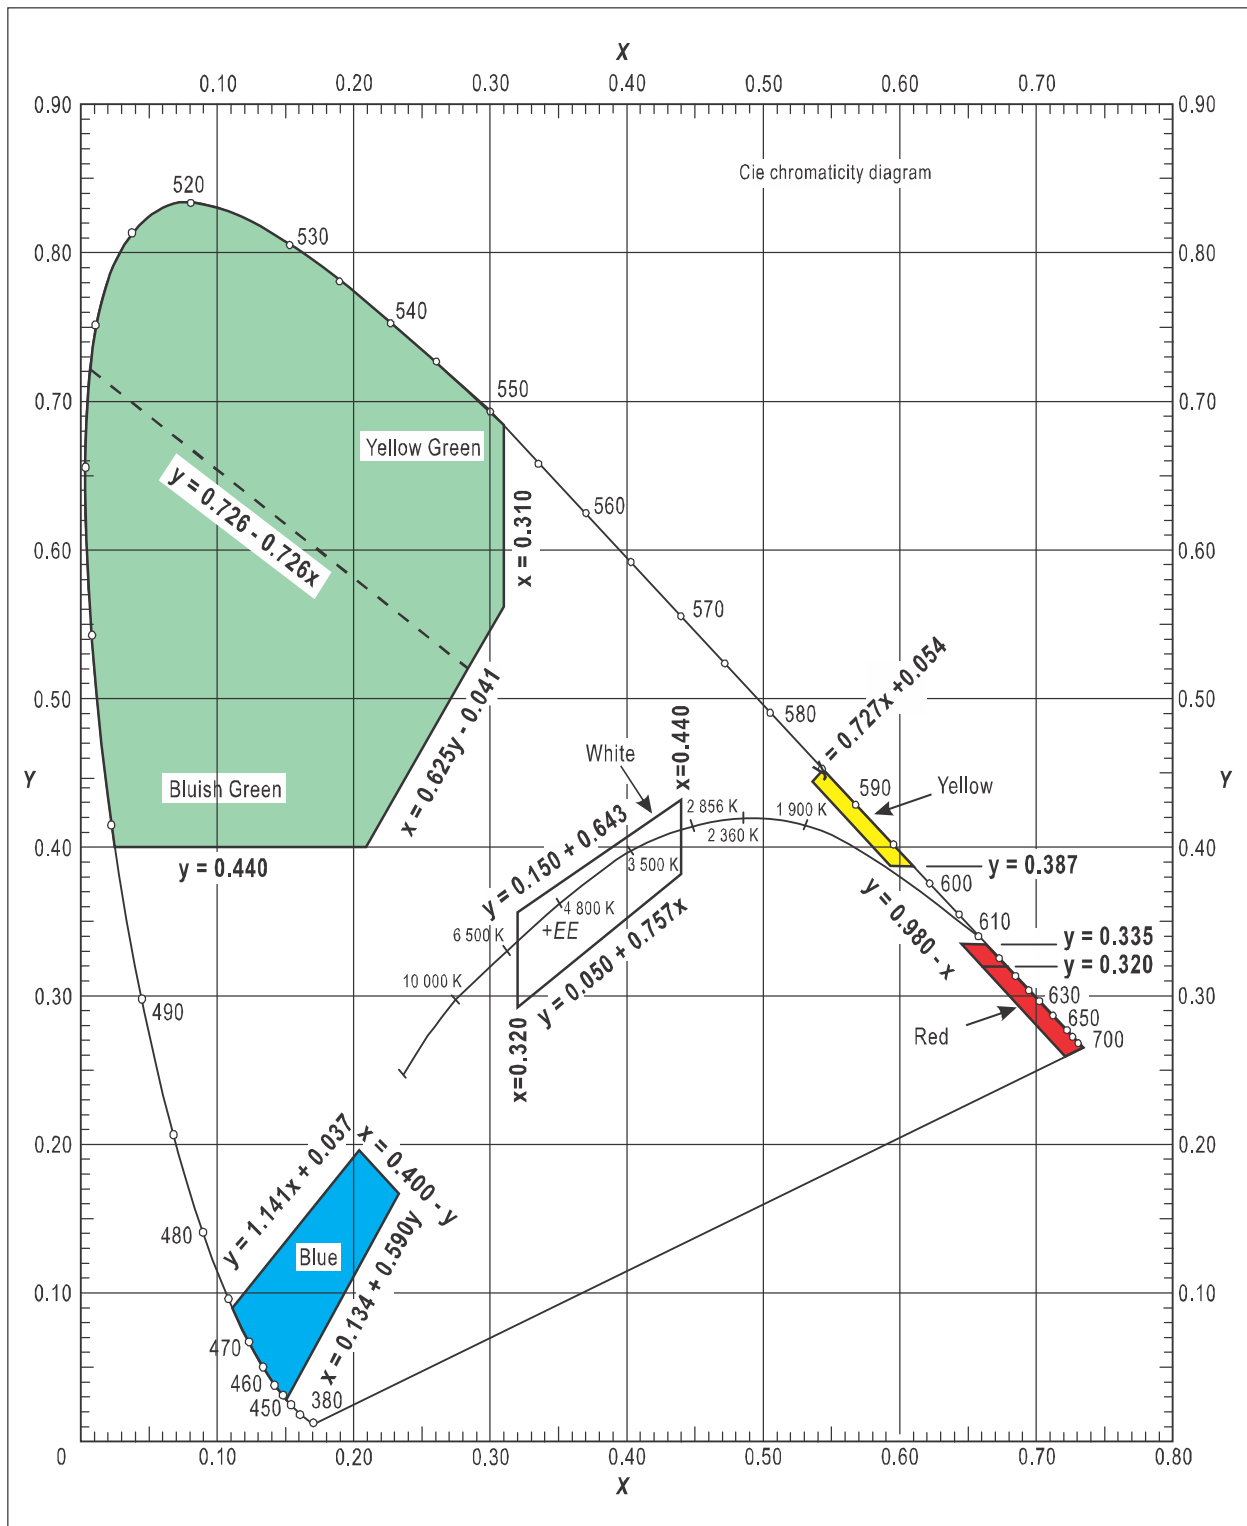 X
0.10 0.20 0.30 0.40 0.50 0.60 0.70
0.90 0.90
Cie chromaticity diagram
520
530
0.80 0.80
540
550
0.70 0.70
Yellow Green
y = 0.726 - 0.726x
x = 0.310
560
0.60 0.60
570
x = 0.625y - 0.041
0.727x +0.054
0.50 0.50
580
White
x=0.440
Y Y
Bluish Green
590
Yellow
2 856 K
1 900 K
2 360 K
y = 0.150 + 0.643
0.40 0.40
y = 0.440
3 500 K
y = 0.387
600
4 800 K
y = 0.980 - x
+EE
6 500 K
610
y = 0.335
y = 0.320
10 000 K
y = 0.050 + 0.757x
0.30 0.30
490
630
650
700
Red
x=0.320
0.20 0.20
y = 1.141x + 0.037
x = 0.400 - y
480
Blue
x = 0.134 + 0.590y
0.10 0.10
470
460
450
380
0 0.10 0.20 0.30 0.40 0.50 0.60 0.70 0.80
X